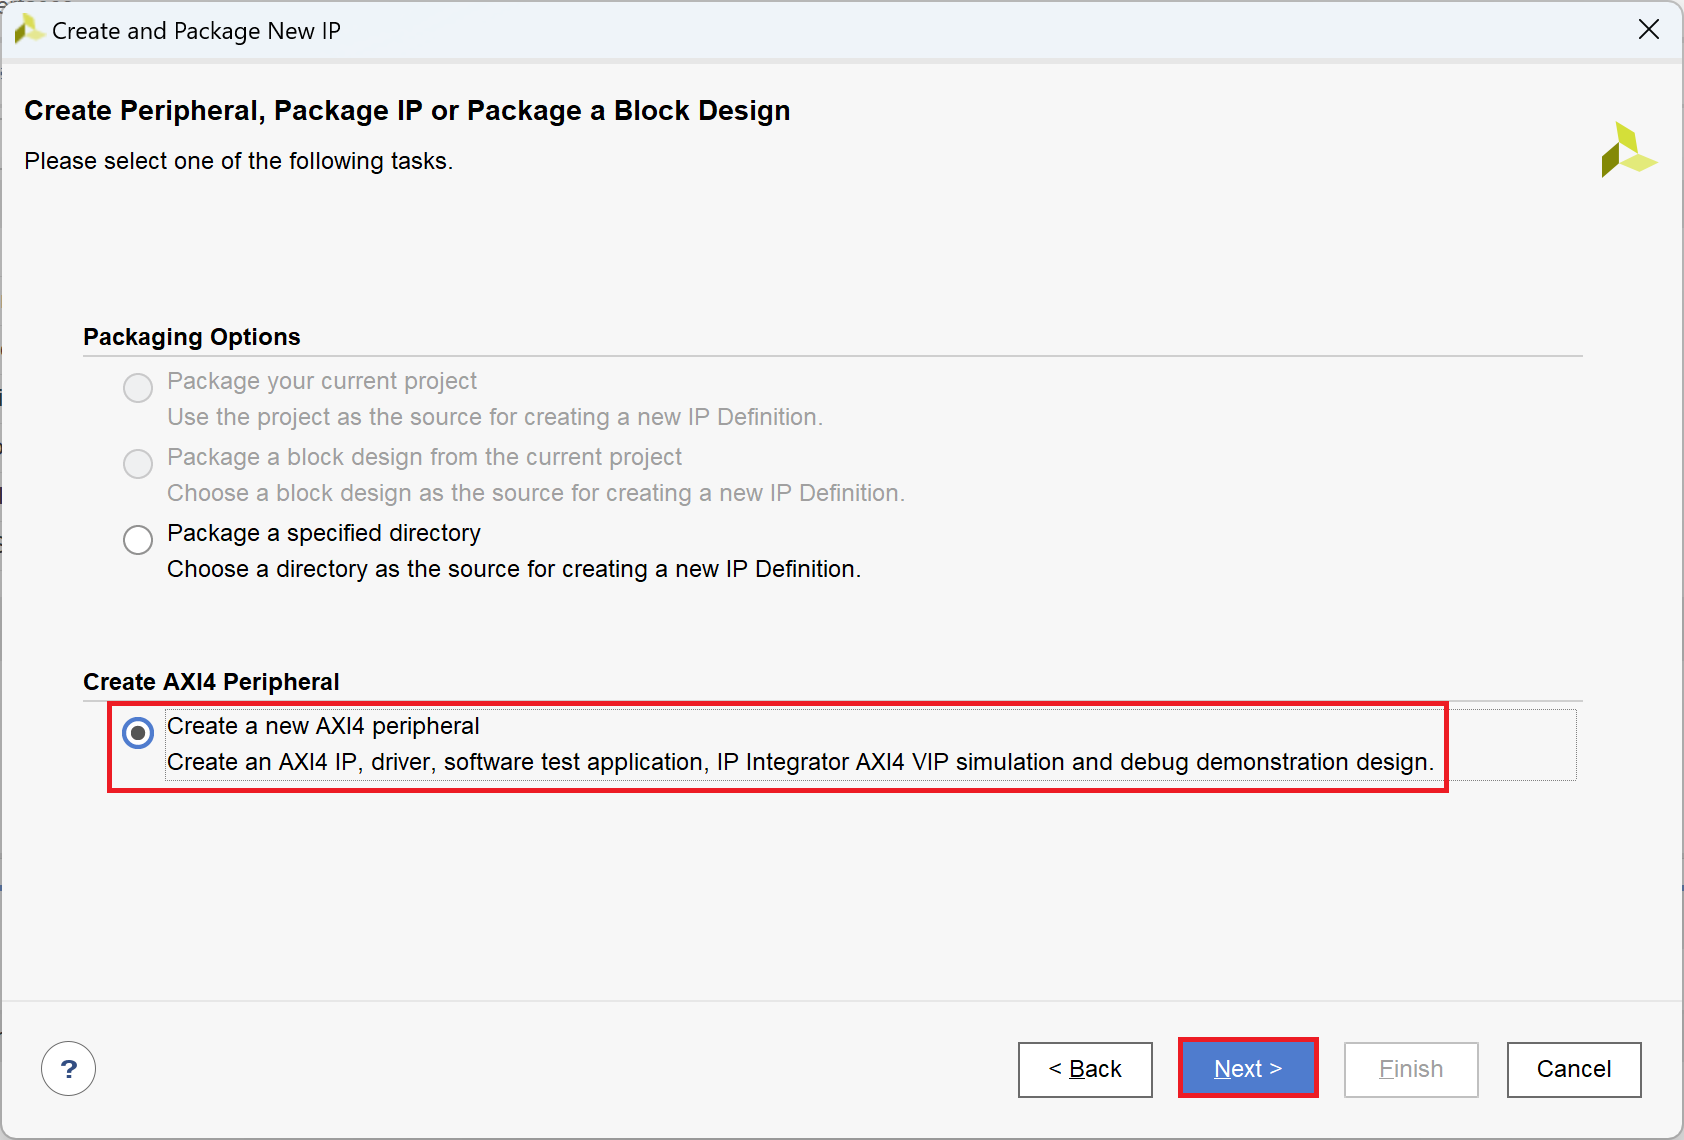 Create and Package New IP
Create Peripheral, Package IP or Package a Block Design
Please select one of the following tasks.
Packaging Options
Package your current project
Use the project as the source for creating a new IP Definition.
Package a block design from the current project
Choose a block design as the source for creating a new IP Definition.
Package a specified directory
Choose a directory as the source for creating a new IP Definition.
Create AXI4 Peripheral
Create a new AXI4 peripheral
Create an AXI4 IP, driver, software test application, IP Integrator AXI4 VIP simulation and debug demonstration design.
? < Back Next > Finish Cancel